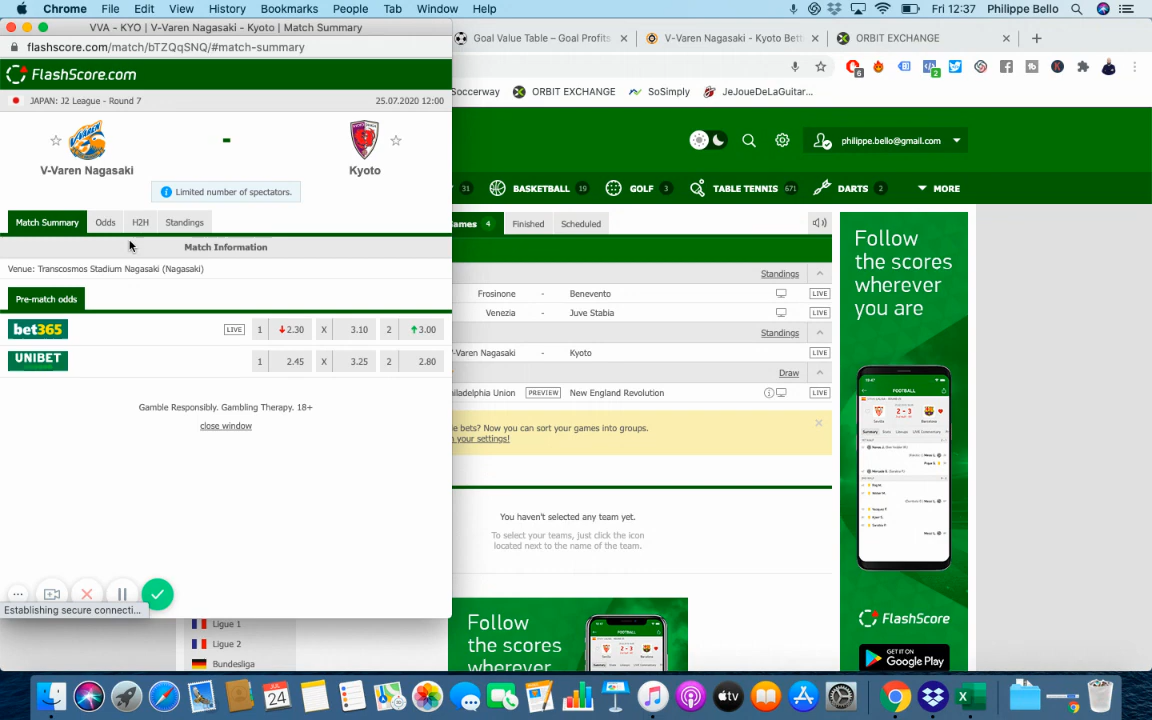 Chrome File Edit View History Bookmarks People Tab Window Help Fri 12:37 Philippe Bello
VVA - KYO | V-Varen Nagasaki - Kyoto | Match Summary
flashscore.com/match/bTZQqSNQ/#match-summary
Goal Value Table – Goal Profits
V-Varen Nagasaki - Kyoto Bett
ORBIT EXCHANGE
Soccerway ORBIT EXCHANGE SoSimply JeJoueDeLaGuitar...
FlashScore.com
JAPAN: J2 League - Round 7 25.07.2020 12:00
V-Varen Nagasaki - Kyoto
Limited number of spectators.
Match Summary Odds H2H Standings
Match Information
Venue: Transcosmos Stadium Nagasaki (Nagasaki)
Pre-match odds
bet365 LIVE 1 2.30 X 3.10 2 3.00
UNIBET 1 2.45 X 3.25 2 2.80
Gamble Responsibly. Gambling Therapy. 18+
close window
Establishing secure connecti...
philippe.bello@gmail.com
31 BASKETBALL 19 GOLF 3 TABLE TENNIS 671 DARTS 2 MORE
ames 4 Finished Scheduled
Standings
Frosinone - Benevento LIVE
Venezia - Juve Stabia LIVE
Standings
-Varen Nagasaki - Kyoto LIVE
Draw
hiladelphia Union PREVIEW New England Revolution LIVE
e bets? Now you can sort your games into groups.
n your settings!
You haven't selected any team yet.
To select your teams, just click the icon
located next to the name of the team.
Follow
the scores
wherever
Follow
the scores
wherever
you are
2 - 3
FlashScore
GET IT ON
Google Play
Ligue 1
Ligue 2
Bundesliga
JUL
24
tv